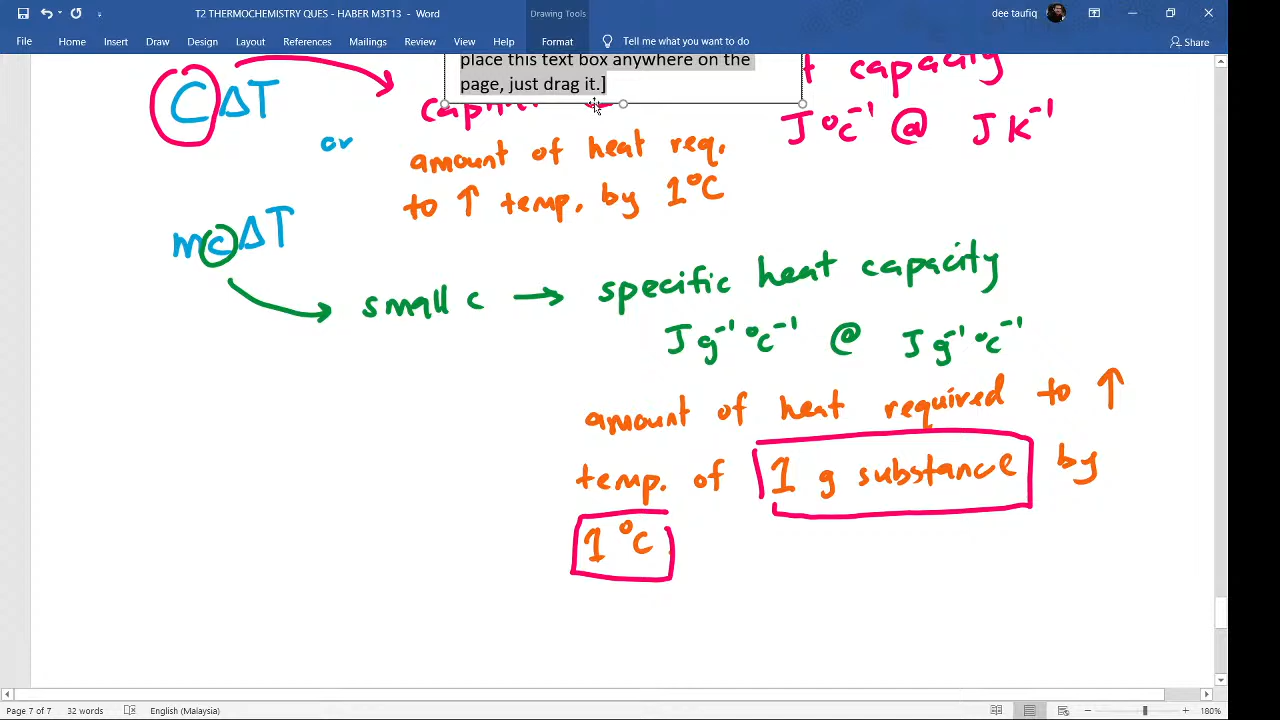 T2 THERMOCHEMISTRY QUES - HABER M3T13 - Word
Drawing Tools
dee taufiq
File Home Insert Draw Design Layout References Mailings Review View Help Format Tell me what you want to do Share
place this text box anywhere on the
page, just drag it.]
capacity
CΔT
J °C⁻¹ @ J K⁻¹
or
amount of heat req.
to ↑ temp. by 1°C
mcΔT
small c → specific heat capacity
J g⁻¹ °C⁻¹ @ J g⁻¹ °C⁻¹
amount of heat required to ↑
temp. of 1 g substance by
1 °C
Page 7 of 7 32 words English (Malaysia) 180%